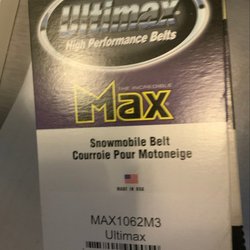 Ultimax
High Performance Belts
THE INCREDIBLE
Max
Snowmobile Belt
Courroie Pour Motoneige
MADE IN USA
MAX1062M3
Ultimax